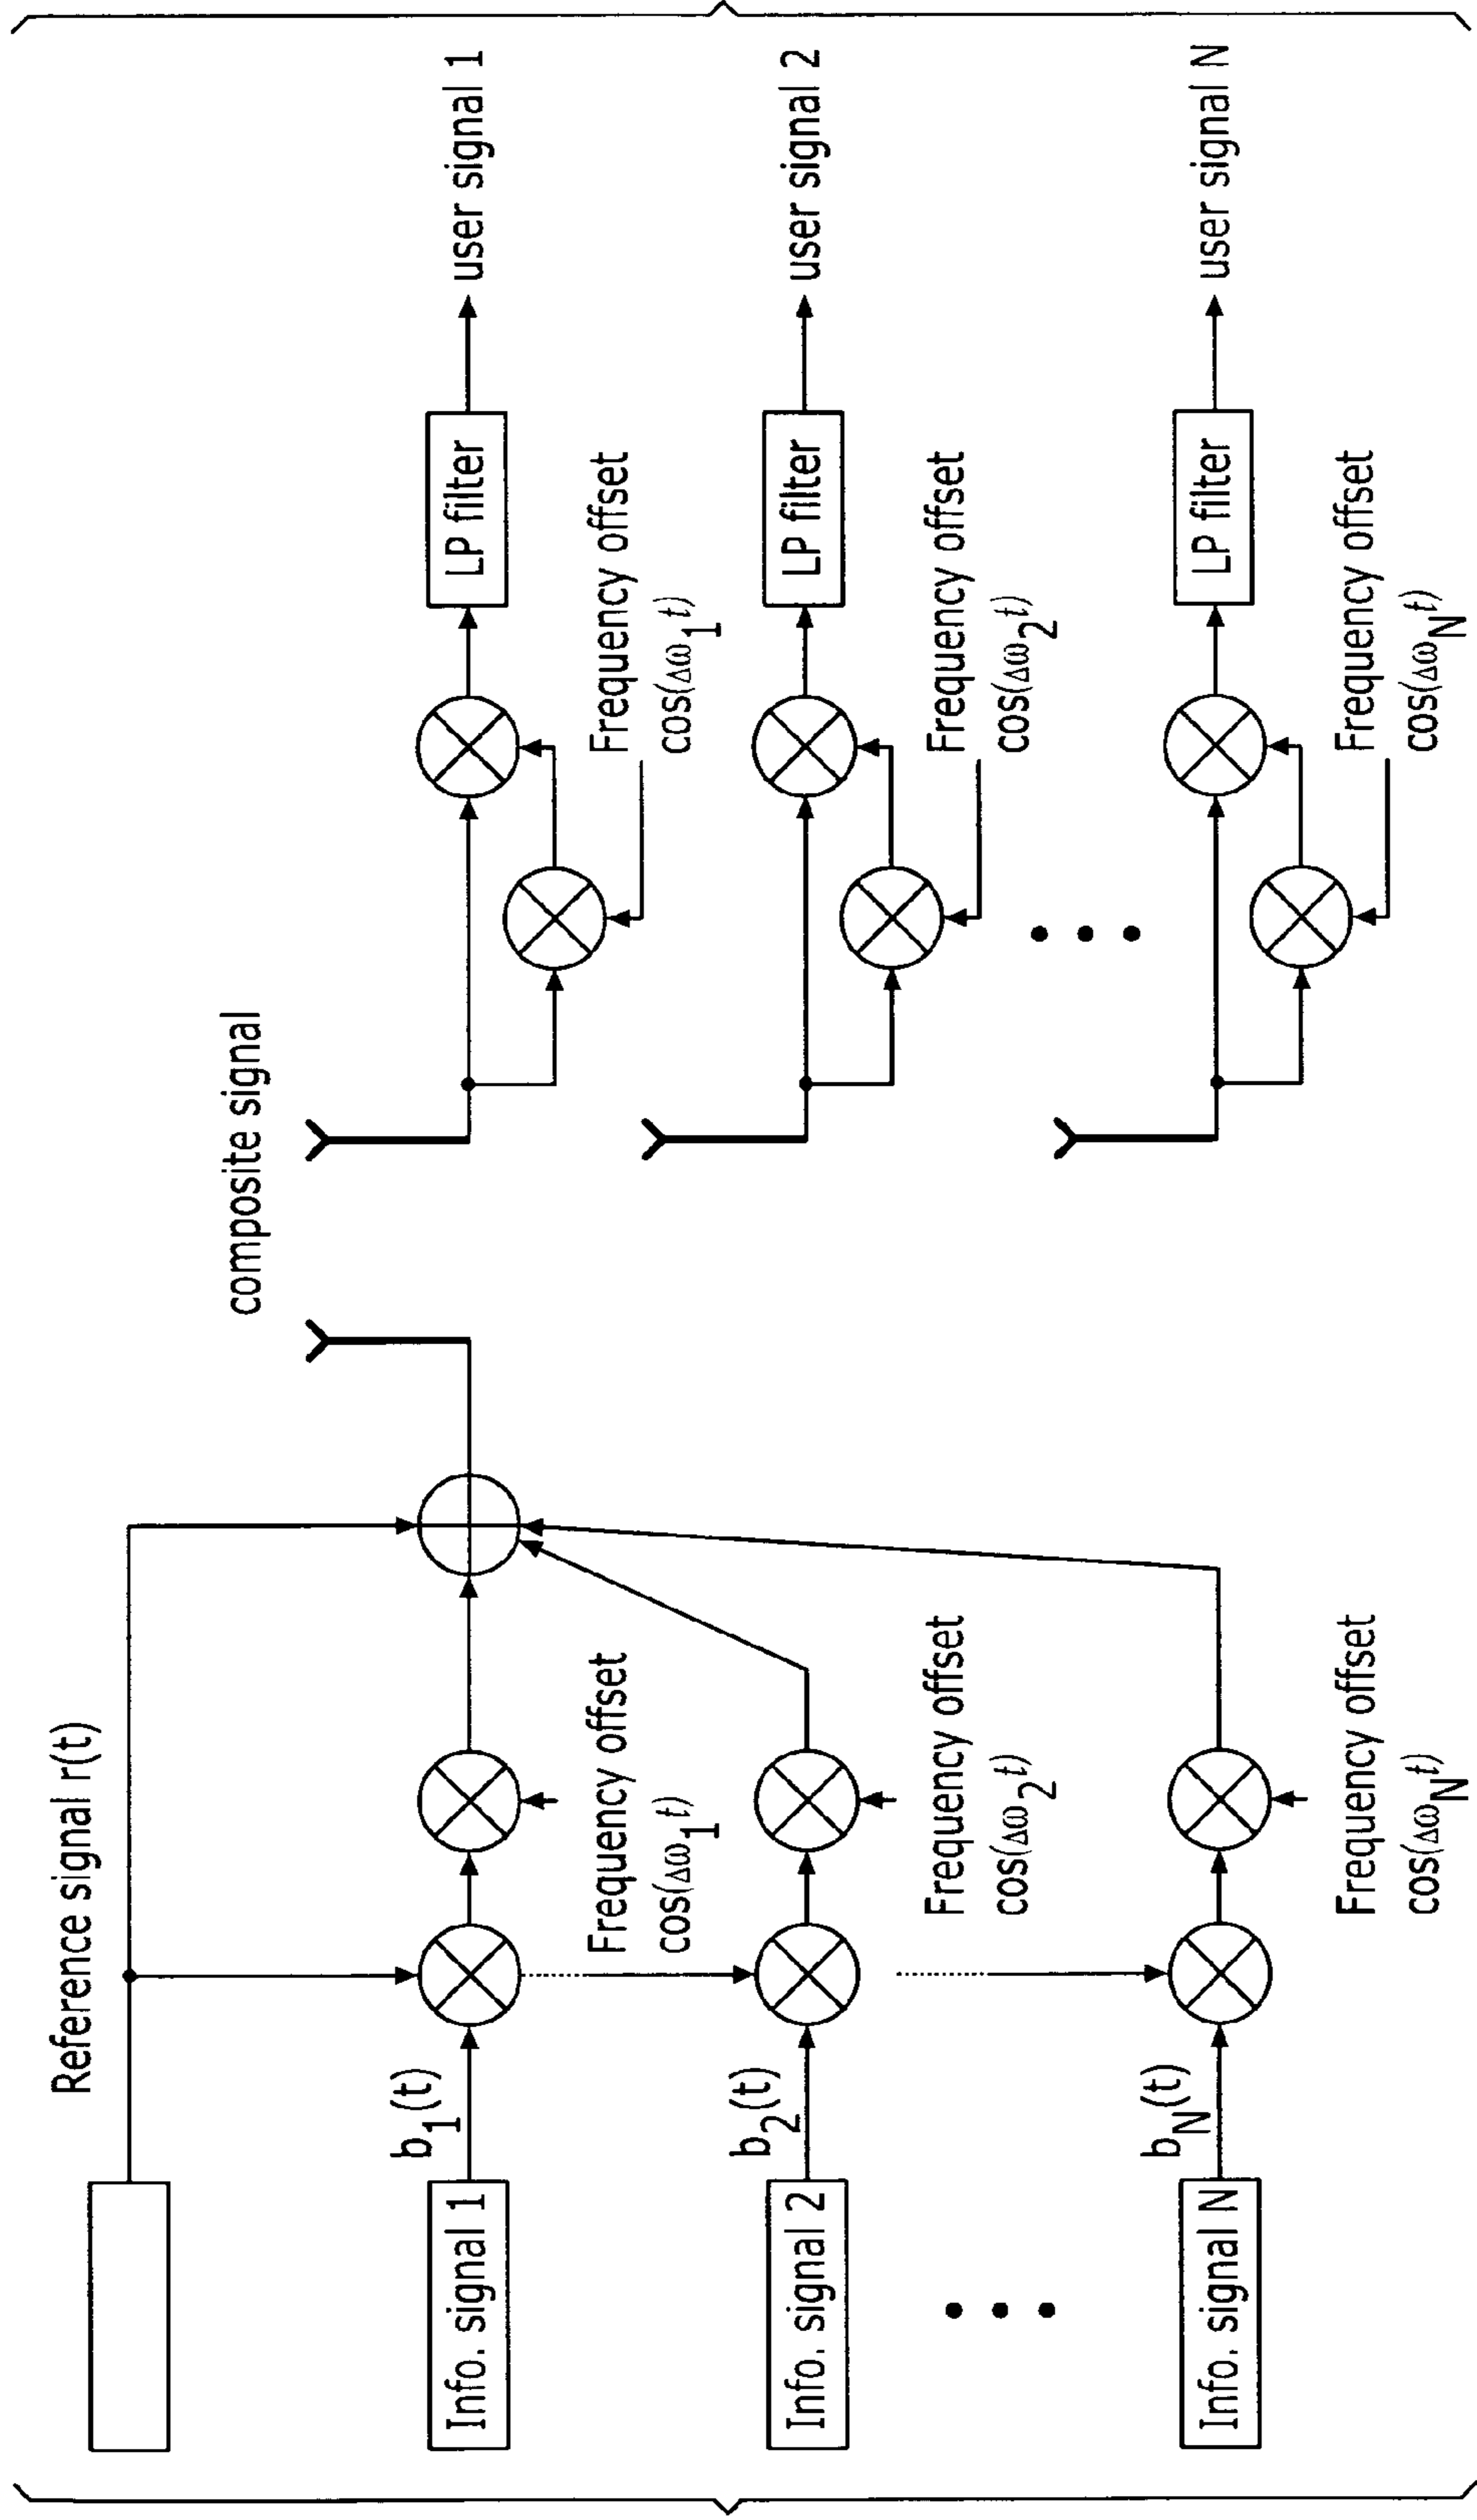 Reference signal r(t)
composite signal
Info. signal 1
b1(t)
Frequency offset
cos(Δω1t)
LP filter
user signal 1
Frequency offset
cos(Δω1t)
Info. signal 2
b2(t)
Frequency offset
cos(Δω2t)
LP filter
user signal 2
Frequency offset
cos(Δω2t)
Info. signal N
bN(t)
Frequency offset
cos(ΔωNt)
LP filter
user signal N
Frequency offset
cos(ΔωNt)